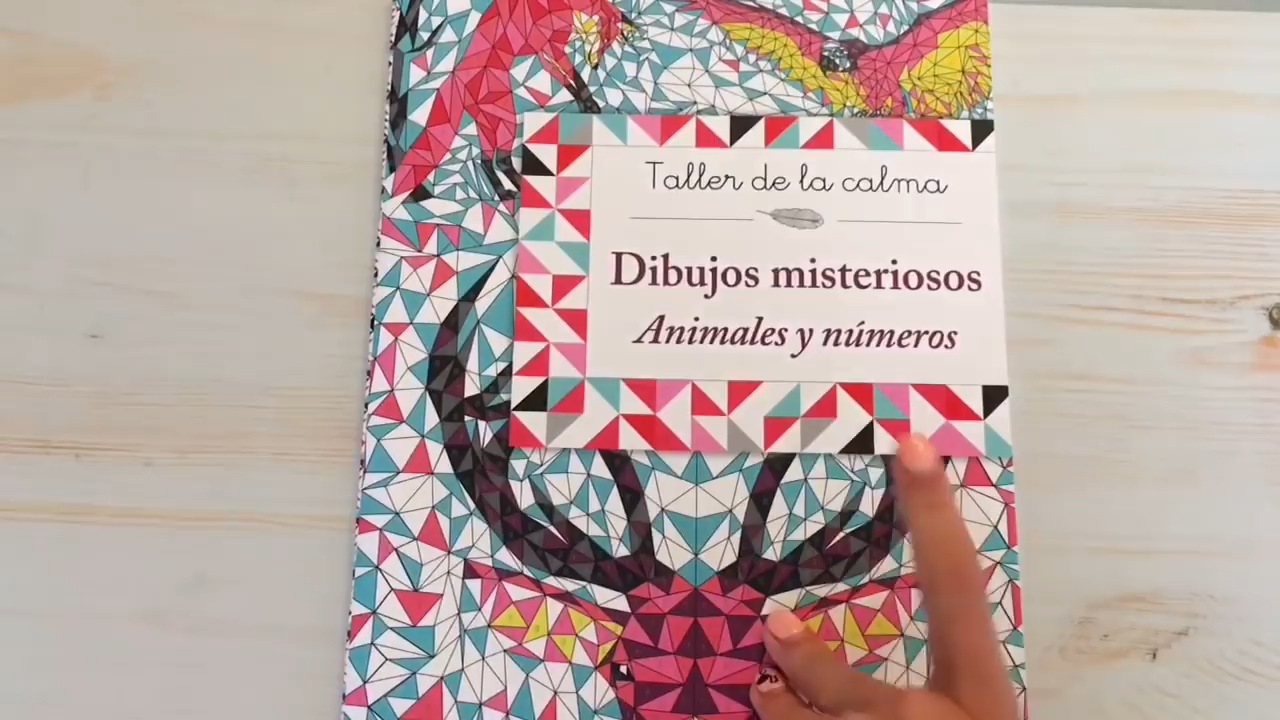 Taller de la calma
Dibujos misteriosos
Animales y números